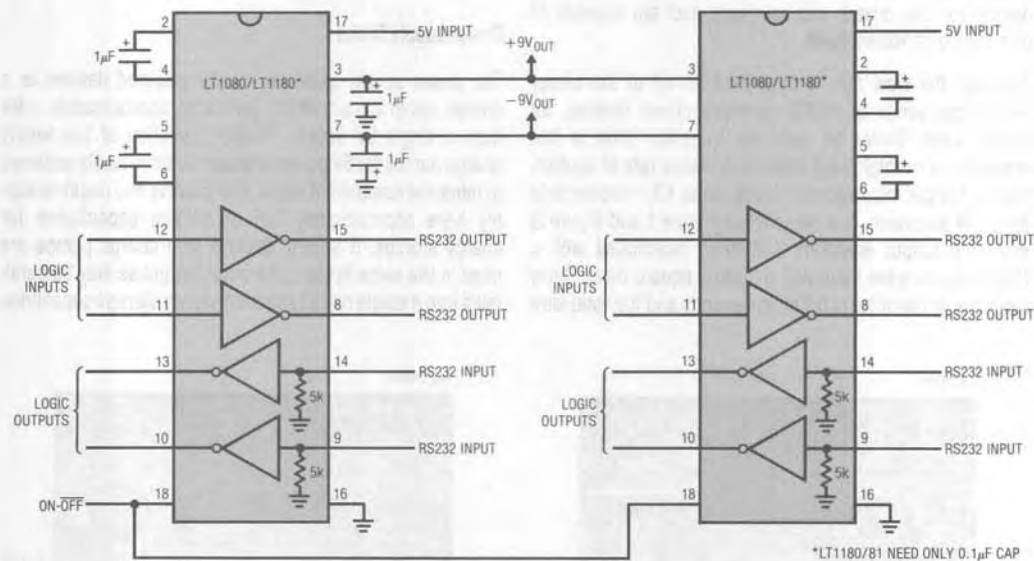 2
1μF
+
4
5
1μF
+
6
LT1080/LT1180*
17
5V INPUT
3
+
1μF
7
+
1μF
+9VOUT
−9VOUT
LOGIC
INPUTS
12
11
15
RS232 OUTPUT
8
RS232 OUTPUT
LOGIC
OUTPUTS
13
10
14
RS232 INPUT
5k
9
RS232 INPUT
5k
ON-OFF
18
16
LT1080/LT1180*
3
7
17
5V INPUT
2
+
4
5
+
6
LOGIC
INPUTS
12
11
15
RS232 OUTPUT
8
RS232 OUTPUT
LOGIC
OUTPUTS
13
10
14
RS232 INPUT
5k
9
RS232 INPUT
5k
18
16
*LT1180/81 NEED ONLY 0.1μF CAP